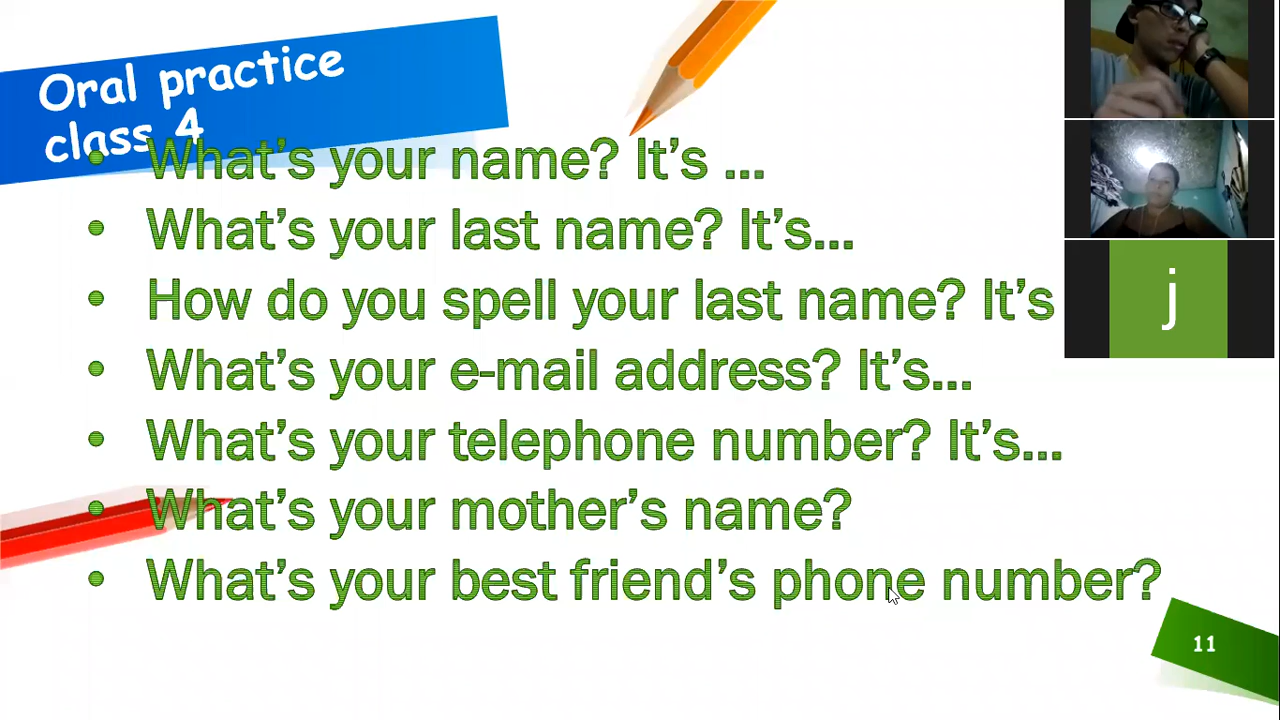 Oral practice
class 4
• What's your name? It's ...
• What's your last name? It's...
• How do you spell your last name? It's
• What's your e-mail address? It's...
• What's your telephone number? It's...
• What's your mother's name?
• What's your best friend's phone number?
j
11